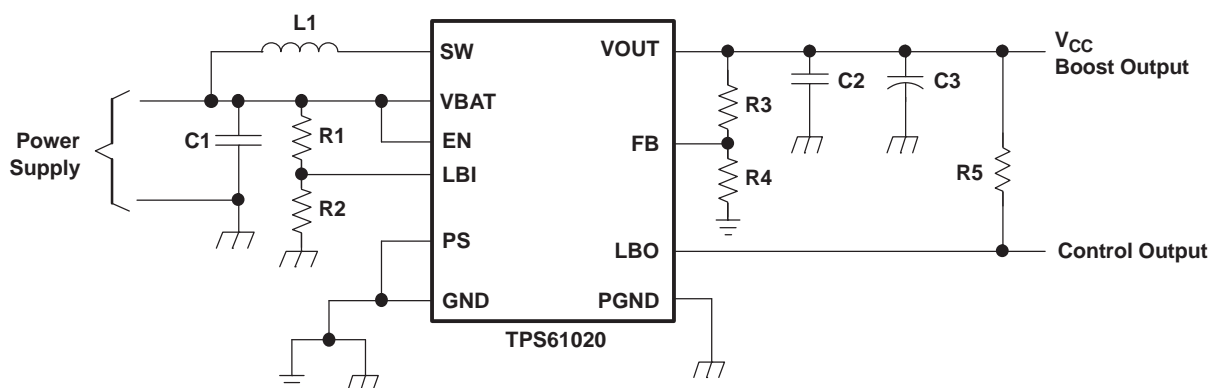 L1
SW
VOUT
VCC
Boost Output
VBAT
C2
C3
R3
Power
Supply
C1
R1
EN
FB
LBI
R4
R5
R2
PS
LBO
Control Output
GND
PGND
TPS61020